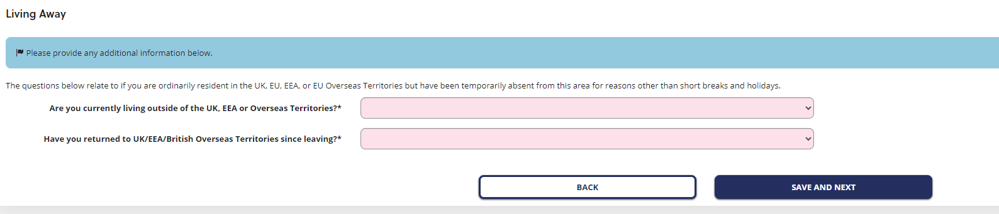 Living Away
Please provide any additional information below.
The questions below relate to if you are ordinarily resident in the UK, EU, EEA, or EU Overseas Territories but have been temporarily absent from this area for reasons other than short breaks and holidays.
Are you currently living outside of the UK, EEA or Overseas Territories?*
Have you returned to UK/EEA/British Overseas Territories since leaving?*
BACK
SAVE AND NEXT